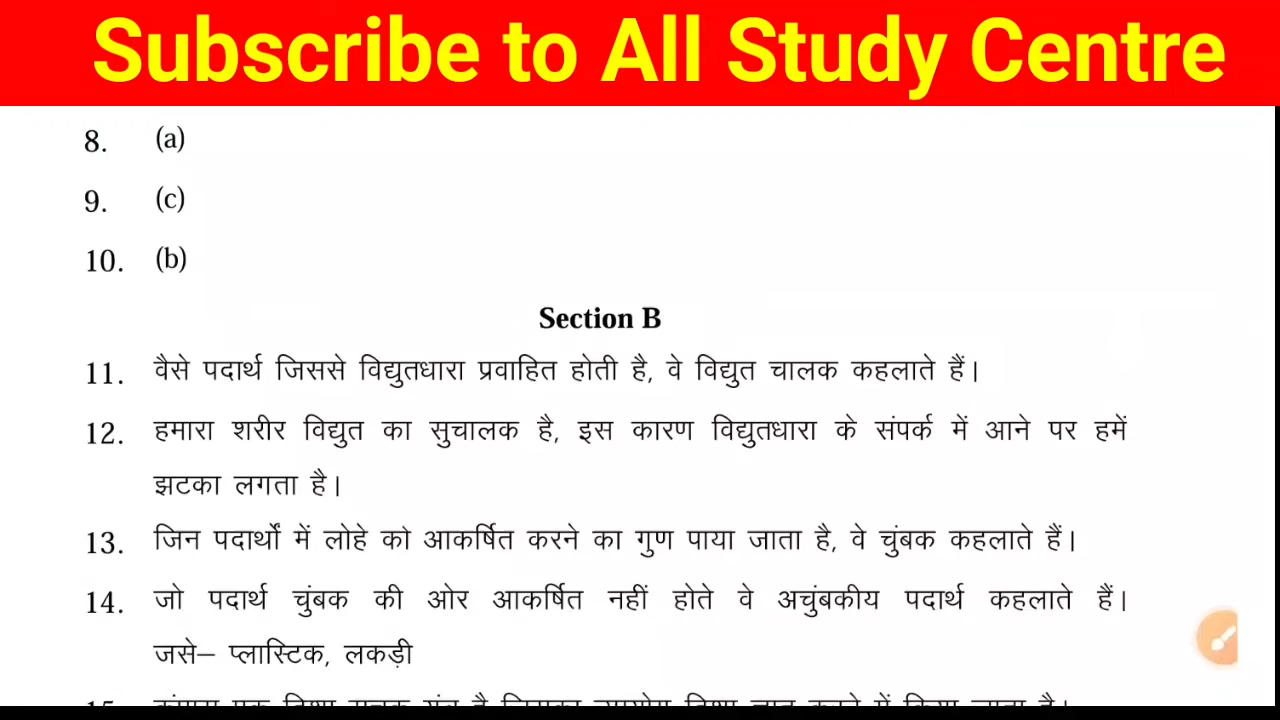 Subscribe to All Study Centre
8. (a)
9. (c)
10. (b)
Section B
11. वैसे पदार्थ जिससे विद्युतधारा प्रवाहित होती है, वे विद्युत चालक कहलाते हैं।
12. हमारा शरीर विद्युत का सुचालक है, इस कारण विद्युतधारा के संपर्क में आने पर हमें
झटका लगता है।
13. जिन पदार्थों में लोहे को आकर्षित करने का गुण पाया जाता है, वे चुंबक कहलाते हैं।
14. जो पदार्थ चुंबक की ओर आकर्षित नहीं होते वे अचुंबकीय पदार्थ कहलाते हैं।
जसे– प्लास्टिक, लकड़ी